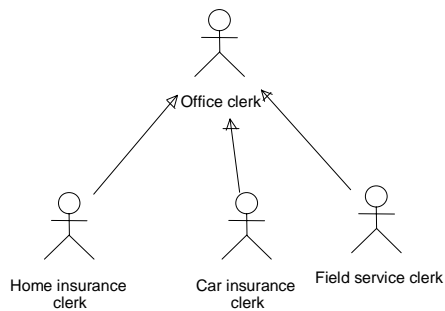 Office clerk
Home insurance
clerk
Car insurance
clerk
Field service clerk